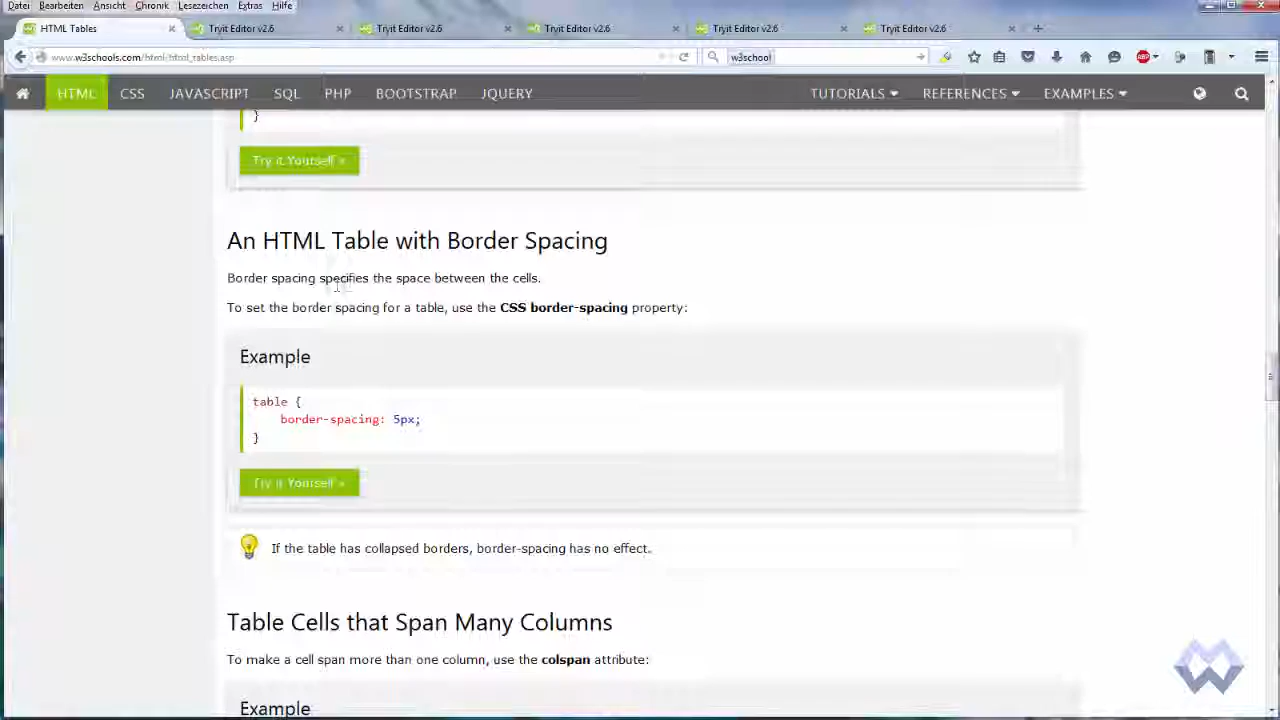 Datei Bearbeiten Ansicht Chronik Lesezeichen Extras Hilfe
HTML Tables Tryit Editor v2.6 Tryit Editor v2.6 Tryit Editor v2.6 Tryit Editor v2.6 Tryit Editor v2.6
www.w3schools.com/html/html_tables.asp w3school
HTML CSS JAVASCRIPT SQL PHP BOOTSTRAP JQUERY TUTORIALS REFERENCES EXAMPLES
}
Try it Yourself »
An HTML Table with Border Spacing
Border spacing specifies the space between the cells.
To set the border spacing for a table, use the CSS border-spacing property:
Example
table {
border-spacing: 5px;
}
Try it Yourself »
If the table has collapsed borders, border-spacing has no effect.
Table Cells that Span Many Columns
To make a cell span more than one column, use the colspan attribute:
Example